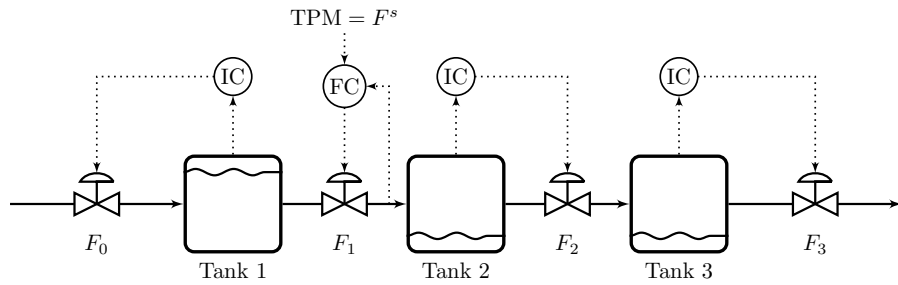 TPM = F^s
IC
FC
IC
IC
F_0
F_1
F_2
F_3
Tank 1
Tank 2
Tank 3